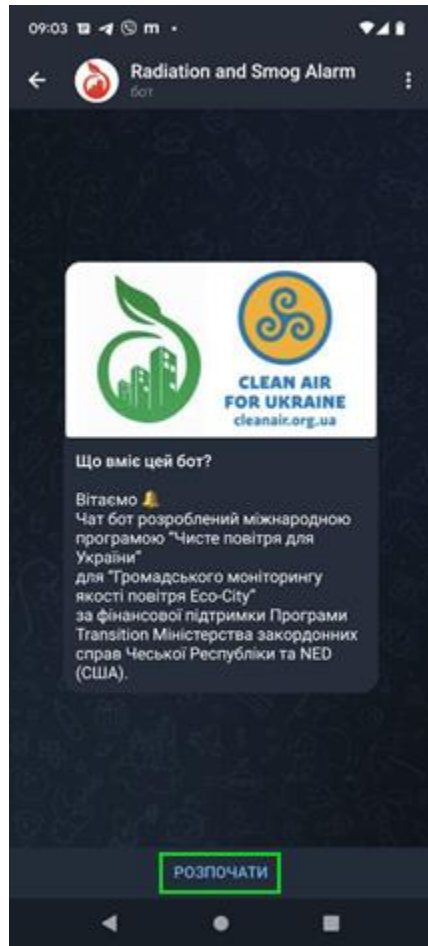 09:03
Radiation and Smog Alarm
бот
CLEAN AIR
FOR UKRAINE
cleanair.org.ua
Що вміє цей бот?
Вітаємо 🔔
Чат бот розроблений міжнародною
програмою "Чисте повітря для
України"
для "Громадського моніторингу
якості повітря Eco-City"
за фінансової підтримки Програми
Transition Міністерства закордонних
справ Чеської Республіки та NED
(США).
РОЗПОЧАТИ